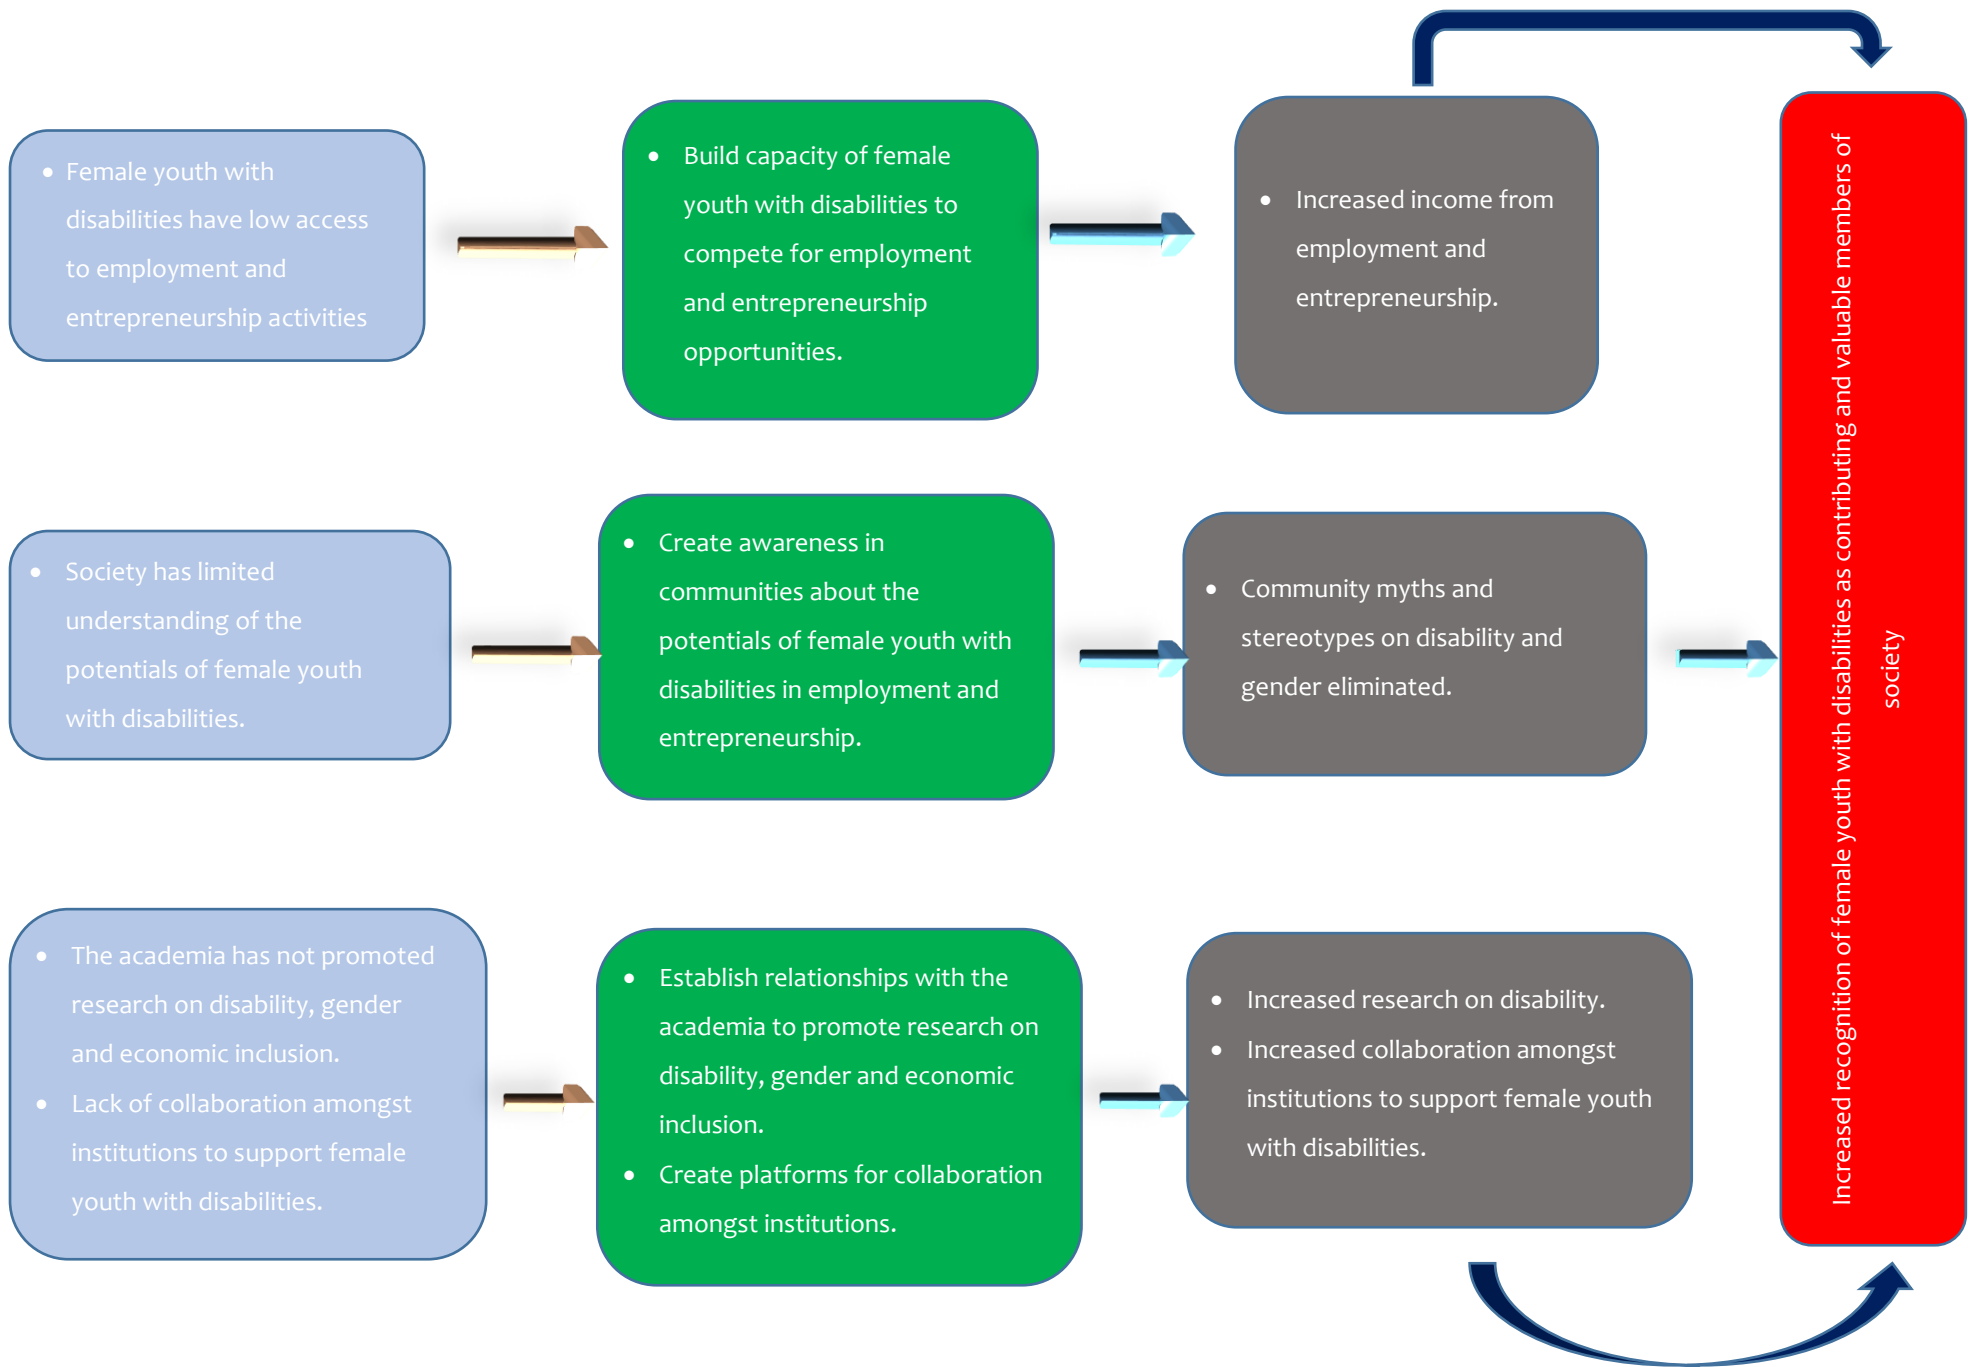 • Female youth with
disabilities have low access
to employment and
entrepreneurship activities
• Build capacity of female
youth with disabilities to
compete for employment
and entrepreneurship
opportunities.
• Increased income from
employment and
entrepreneurship.
• Society has limited
understanding of the
potentials of female youth
with disabilities.
• Create awareness in
communities about the
potentials of female youth with
disabilities in employment and
entrepreneurship.
• Community myths and
stereotypes on disability and
gender eliminated.
• The academia has not promoted
research on disability, gender
and economic inclusion.
• Lack of collaboration amongst
institutions to support female
youth with disabilities.
• Establish relationships with the
academia to promote research on
disability, gender and economic
inclusion.
• Create platforms for collaboration
amongst institutions.
• Increased research on disability.
• Increased collaboration amongst
institutions to support female youth
with disabilities.
Increased recognition of female youth with disabilities as contributing and valuable members of
society